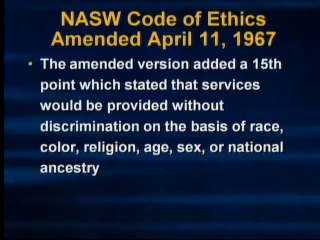 NASW Code of Ethics
Amended April 11, 1967
• The amended version added a 15th
point which stated that services
would be provided without
discrimination on the basis of race,
color, religion, age, sex, or national
ancestry